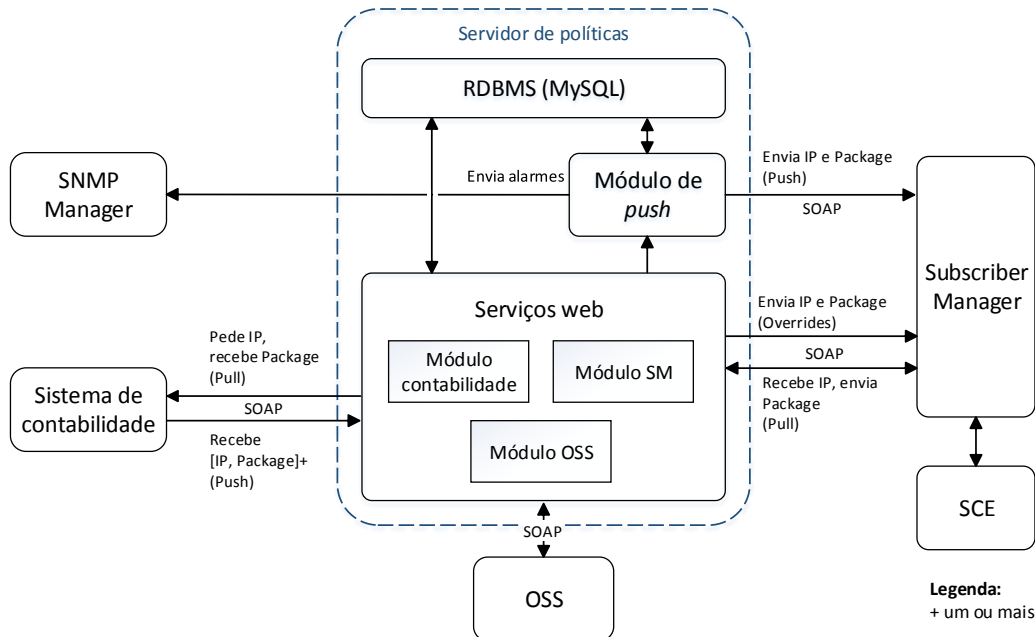 Servidor de políticas
RDBMS (MySQL)
SNMP
Manager
Envia alarmes
Módulo de
push
Envia IP e Package
(Push)
SOAP
Subscriber
Manager
Serviços web
Módulo
contabilidade
Módulo SM
Módulo OSS
Envia IP e Package
(Overrides)
SOAP
Recebe IP, envia
Package
(Pull)
Pede IP,
recebe Package
(Pull)
Sistema de
contabilidade
SOAP
Recebe
[IP, Package]+
(Push)
SOAP
OSS
SCE
Legenda:
+ um ou mais